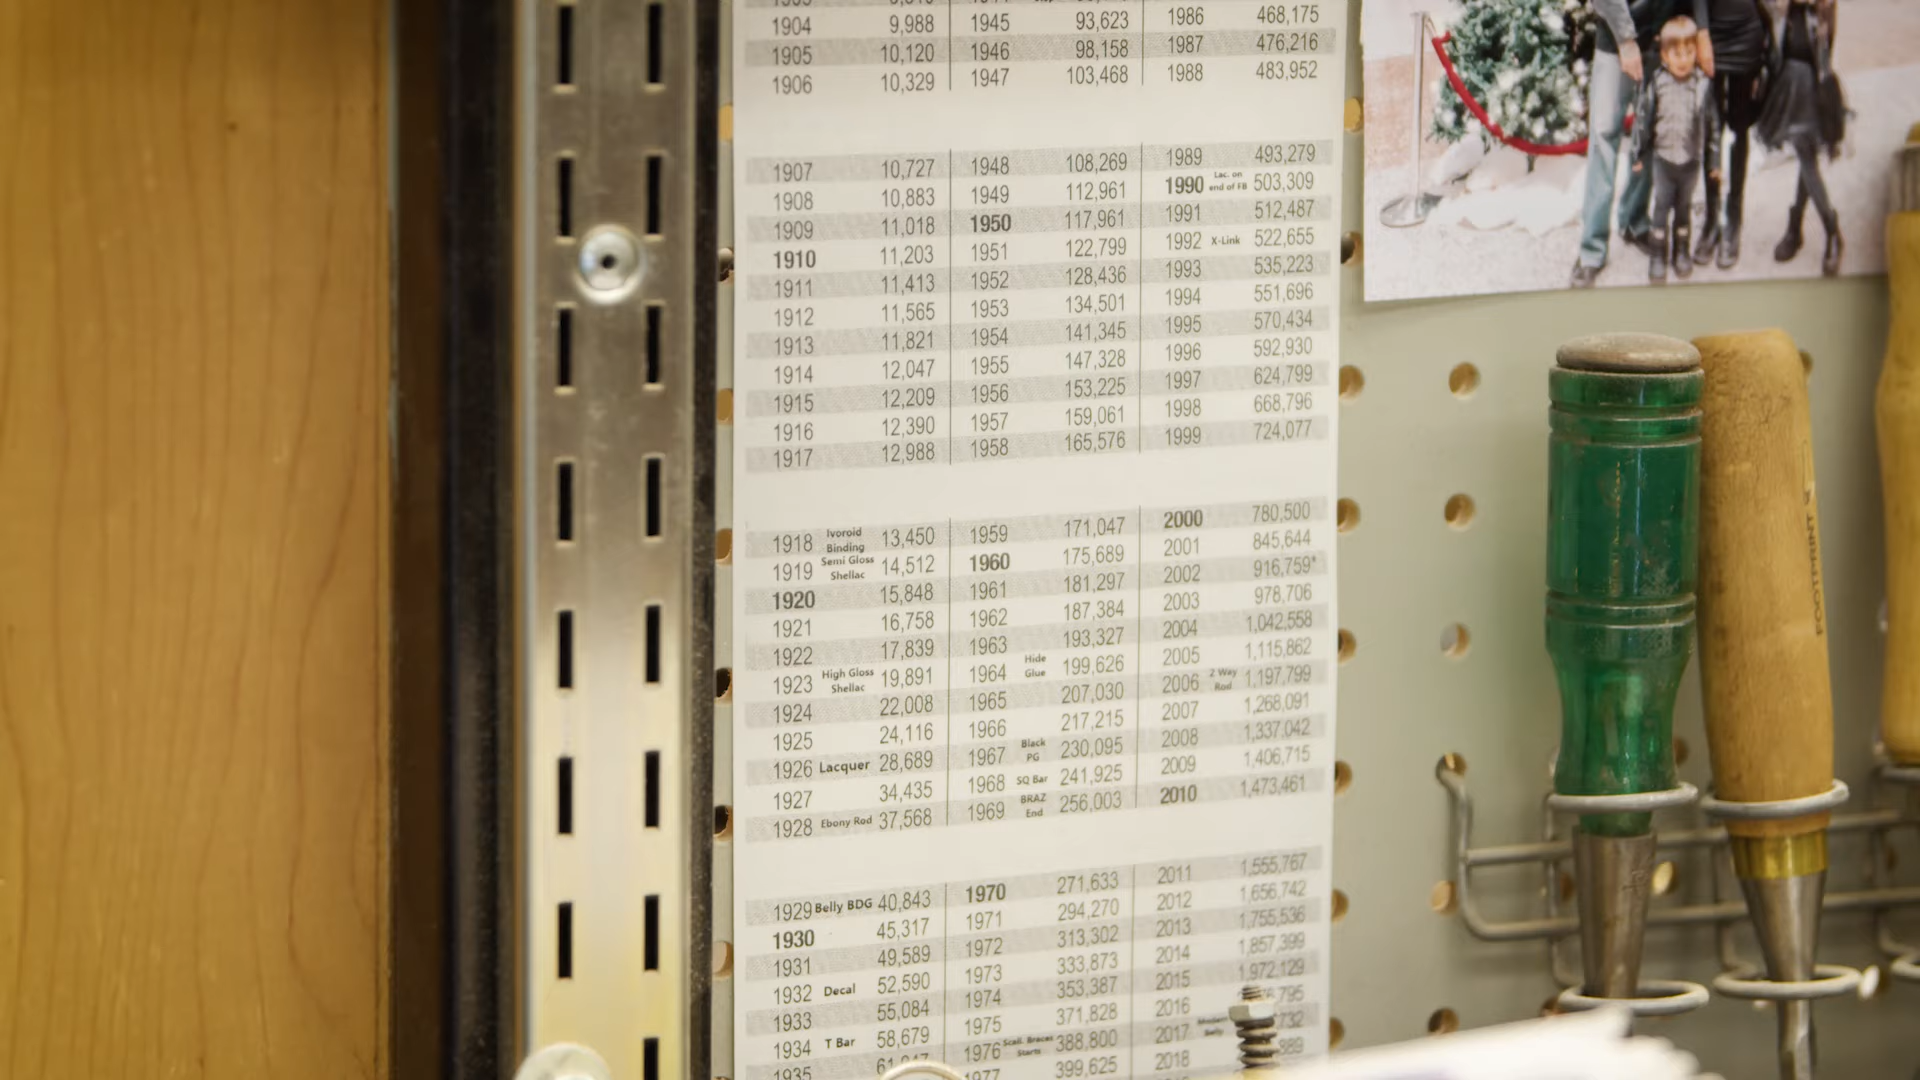 1904 9,988 1945 93,623 1986 468,175
1905 10,120 1946 98,158 1987 476,216
1906 10,329 1947 103,468 1988 483,952
1907 10,727 1948 108,269 1989 493,279
1908 10,883 1949 112,961 1990 Lac. on end of FB 503,309
1909 11,018 1950 117,961 1991 512,487
1910 11,203 1951 122,799 1992 X-Link 522,655
1911 11,413 1952 128,436 1993 535,223
1912 11,565 1953 134,501 1994 551,696
1913 11,821 1954 141,345 1995 570,434
1914 12,047 1955 147,328 1996 592,930
1915 12,209 1956 153,225 1997 624,799
1916 12,390 1957 159,061 1998 668,796
1917 12,988 1958 165,576 1999 724,077
1918 Ivoroid Binding 13,450 1959 171,047 2000 780,500
1919 Semi Gloss Shellac 14,512 1960 175,689 2001 845,644
1920 15,848 1961 181,297 2002 916,759*
1921 16,758 1962 187,384 2003 978,706
1922 17,839 1963 193,327 2004 1,042,558
1923 High Gloss Shellac 19,891 1964 Hide Glue 199,626 2005 1,115,862
1924 22,008 1965 207,030 2006 2 Way Rod 1,197,799
1925 24,116 1966 217,215 2007 1,268,091
1926 Lacquer 28,689 1967 Black PG 230,095 2008 1,337,042
1927 34,435 1968 SQ Bar 241,925 2009 1,406,715
1928 Ebony Rod 37,568 1969 BRAZ End 256,003 2010 1,473,461
1929 Belly BDG 40,843 1970 271,633 2011 1,555,767
1930 45,317 1971 294,270 2012 1,656,742
1931 49,589 1972 313,302 2013 1,755,536
1932 Decal 52,590 1973 333,873 2014 1,857,399
1933 55,084 1974 353,387 2015 1,972,129
1934 T Bar 58,679 1975 371,828 2016
1935 1976 Scall. Braces Starts 388,800 2017
1977 399,625 2018
FOOTPRINT